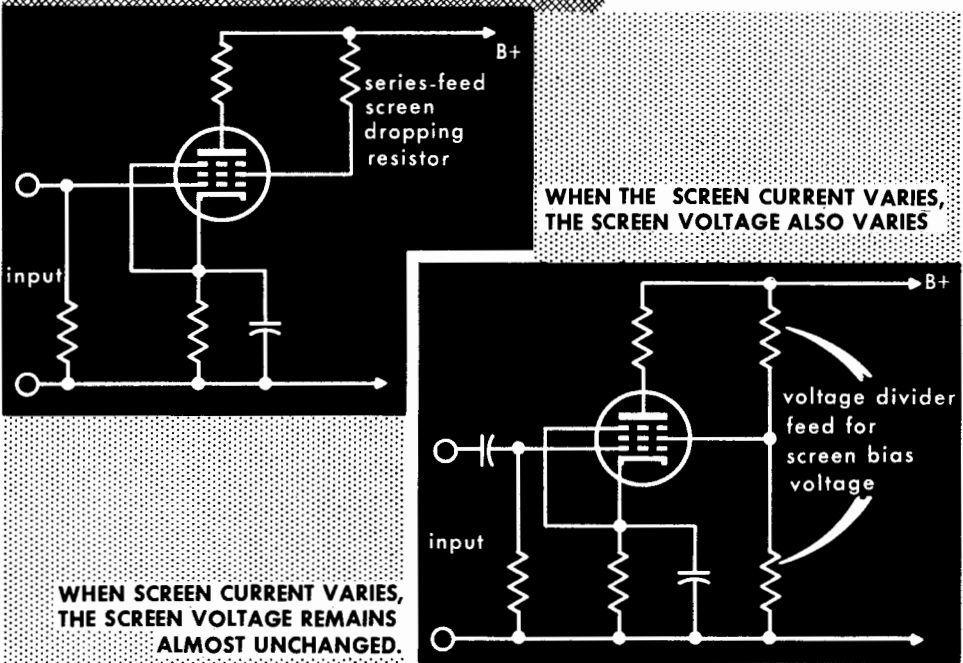 B+
series-feed
screen
dropping
resistor
input
WHEN THE SCREEN CURRENT VARIES,
THE SCREEN VOLTAGE ALSO VARIES
B+
voltage divider
feed for
screen bias
voltage
input
WHEN SCREEN CURRENT VARIES,
THE SCREEN VOLTAGE REMAINS
ALMOST UNCHANGED.